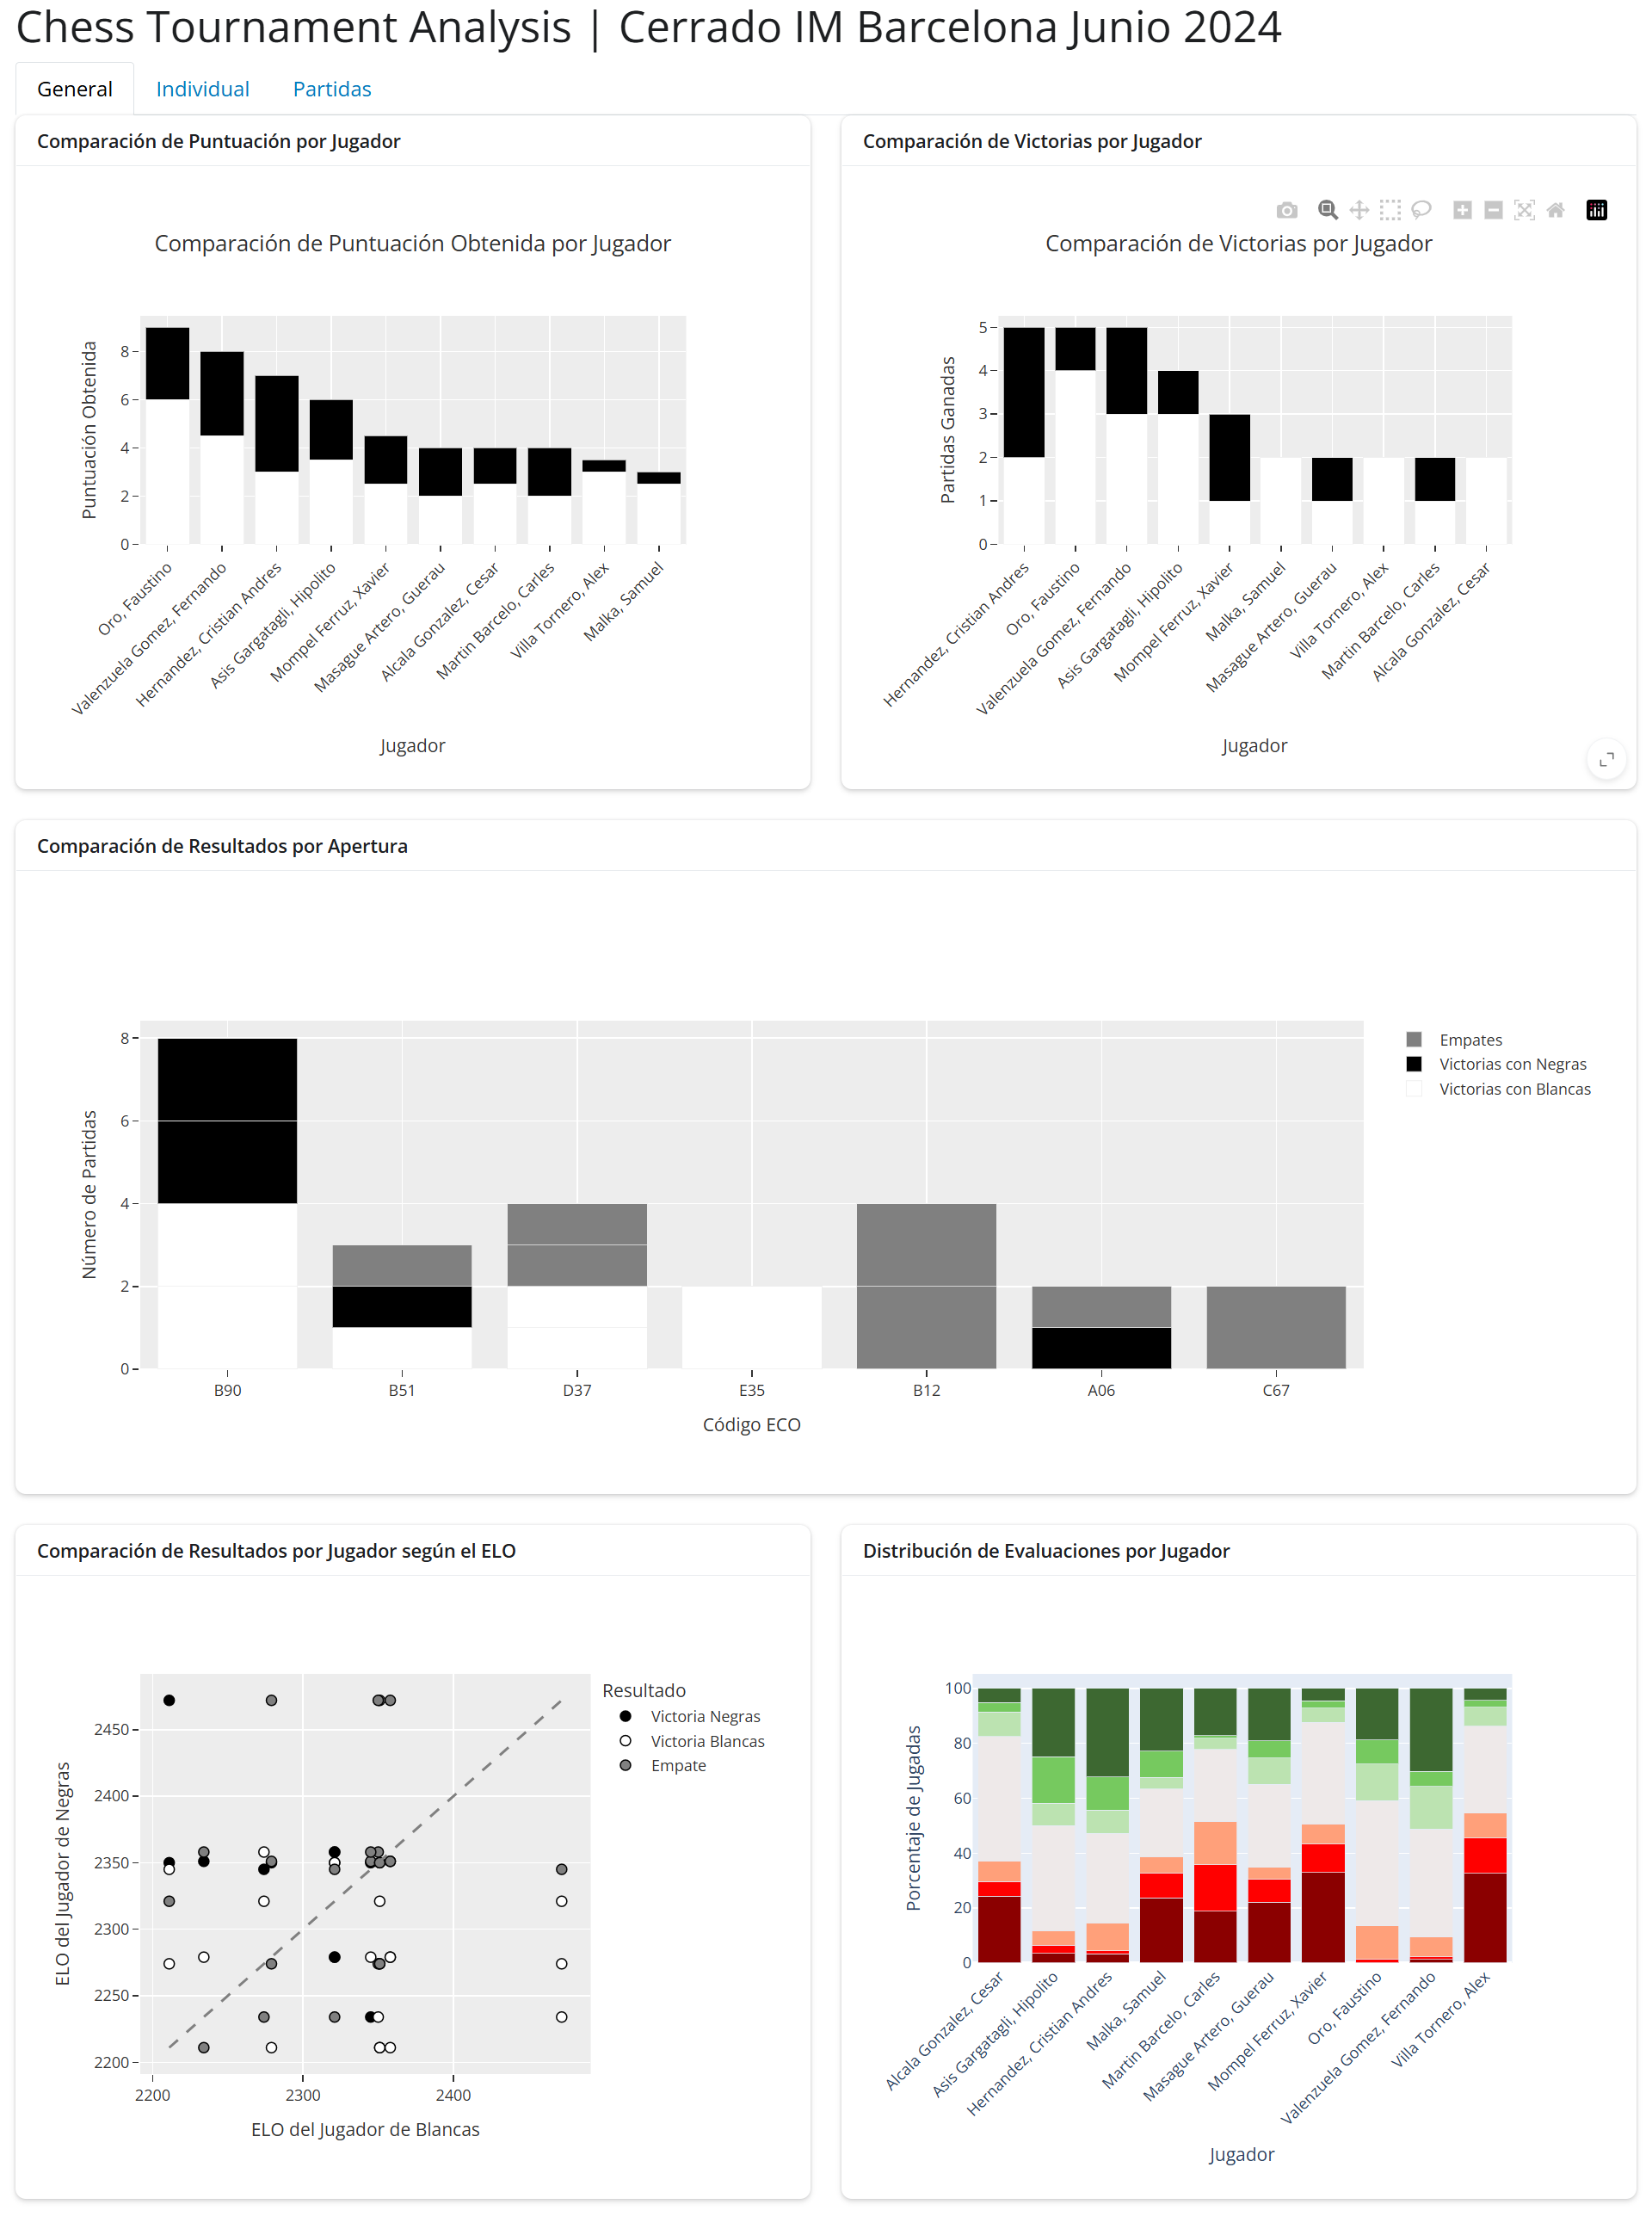 Chess Tournament Analysis | Cerrado IM Barcelona Junio 2024
General
Individual
Partidas
Comparación de Puntuación por Jugador
Comparación de Puntuación Obtenida por Jugador
Puntuación Obtenida
8
6
4
2
0
Oro, Faustino
Valenzuela Gomez, Fernando
Hernandez, Cristian Andres
Asis Gargatagli, Hipolito
Mompel Ferruz, Xavier
Masague Artero, Guerau
Alcala Gonzalez, Cesar
Martin Barcelo, Carles
Villa Tornero, Alex
Malka, Samuel
Jugador
Comparación de Victorias por Jugador
Comparación de Victorias por Jugador
Partidas Ganadas
5
4
3
2
1
0
Hernandez, Cristian Andres
Oro, Faustino
Valenzuela Gomez, Fernando
Asis Gargatagli, Hipolito
Mompel Ferruz, Xavier
Malka, Samuel
Masague Artero, Guerau
Villa Tornero, Alex
Martin Barcelo, Carles
Alcala Gonzalez, Cesar
Jugador
Comparación de Resultados por Apertura
Número de Partidas
8
6
4
2
0
B90
B51
D37
E35
B12
A06
C67
Código ECO
Empates
Victorias con Negras
Victorias con Blancas
Comparación de Resultados por Jugador según el ELO
ELO del Jugador de Negras
2450
2400
2350
2300
2250
2200
2200
2300
2400
ELO del Jugador de Blancas
Resultado
Victoria Negras
Victoria Blancas
Empate
Distribución de Evaluaciones por Jugador
Porcentaje de Jugadas
100
80
60
40
20
0
Alcala Gonzalez, Cesar
Asis Gargatagli, Hipolito
Hernandez, Cristian Andres
Malka, Samuel
Martin Barcelo, Carles
Masague Artero, Guerau
Mompel Ferruz, Xavier
Oro, Faustino
Valenzuela Gomez, Fernando
Villa Tornero, Alex
Jugador